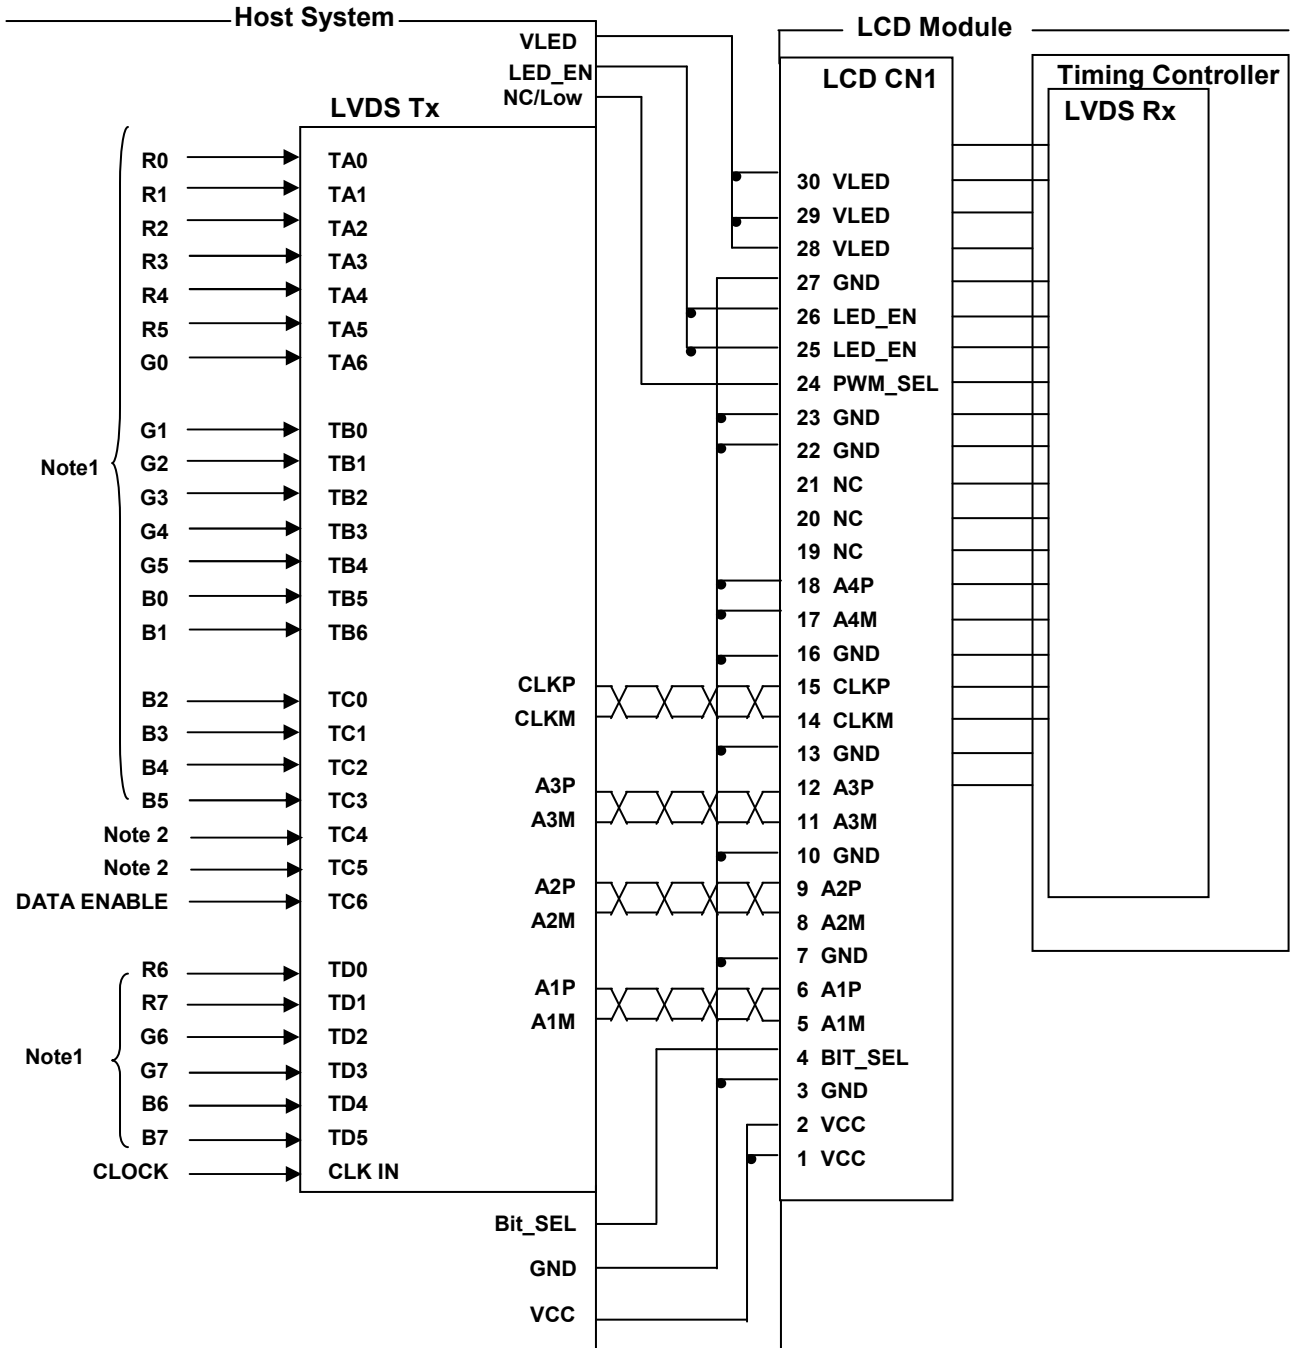 Host System
LCD Module
VLED
LED_EN
NC/Low
LVDS Tx
LCD CN1
Timing Controller
LVDS Rx
R0 TA0
R1 TA1
R2 TA2
R3 TA3
R4 TA4
R5 TA5
G0 TA6
G1 TB0
G2 TB1
Note1
G3 TB2
G4 TB3
G5 TB4
B0 TB5
B1 TB6
B2 TC0
B3 TC1
B4 TC2
B5 TC3
Note 2 TC4
Note 2 TC5
DATA ENABLE TC6
R6 TD0
R7 TD1
G6 TD2
Note1
G7 TD3
B6 TD4
B7 TD5
CLOCK CLK IN
CLKP
CLKM
A3P
A3M
A2P
A2M
A1P
A1M
Bit_SEL
GND
VCC
30 VLED
29 VLED
28 VLED
27 GND
26 LED_EN
25 LED_EN
24 PWM_SEL
23 GND
22 GND
21 NC
20 NC
19 NC
18 A4P
17 A4M
16 GND
15 CLKP
14 CLKM
13 GND
12 A3P
11 A3M
10 GND
9 A2P
8 A2M
7 GND
6 A1P
5 A1M
4 BIT_SEL
3 GND
2 VCC
1 VCC